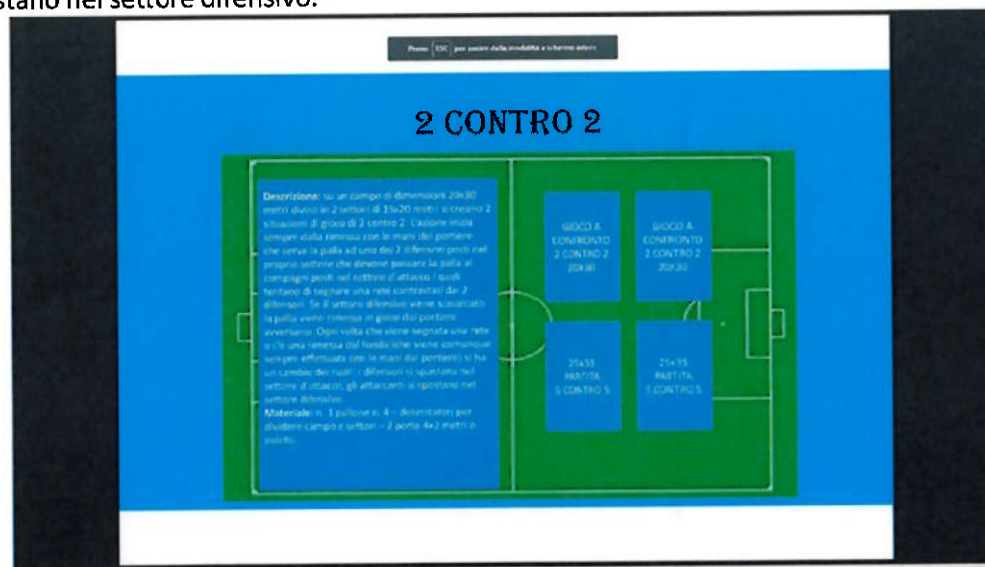 stano nel settore difensivo.
Premi ESC per uscire dalla modalità a schermo intero
2 CONTRO 2
Descrizione: su un campo di dimensioni 20x30
metri diviso in 2 settori di 15x20 metri si creano 2
situazioni di gioco di 2 contro 2. L'azione inizia
sempre dalla rimessa con le mani del portiere
che serve la palla ad uno dei 2 difensori posti nel
proprio settore che devono passare la palla ai
compagni posti nel settore d'attacco i quali
tentano di segnare una rete contrastati dai 2
difensori. Se il settore difensivo viene scavalcato
la palla viene rimessa in gioco dal portiere
avversario. Ogni volta che viene segnata una rete
o c'è una rimessa dal fondo (che viene comunque
sempre effettuata con le mani dai portieri) si ha
un cambio dei ruoli: i difensori si spostano nel
settore d'attacco, gli attaccanti si spostano nel
settore difensivo.
Materiale: n. 1 pallone n. 4 – delimitatori per
dividere campo e settori – 2 porte 4x2 metri o
paletti.
GIOCO A
CONFRONTO
2 CONTRO 2
20X30
GIOCO A
CONFRONTO
2 CONTRO 2
20X30
25x35
PARTITA
5 CONTRO 5
25x35
PARTITA
5 CONTRO 5